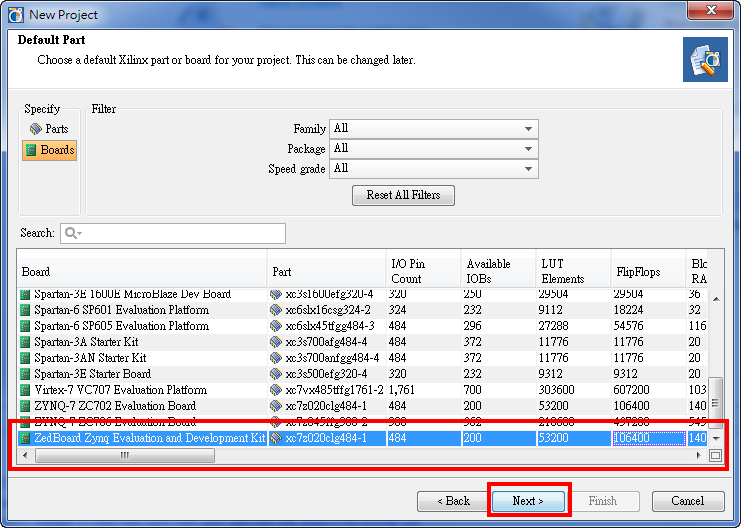 New Project
Default Part
Choose a default Xilinx part or board for your project. This can be changed later.
Specify
Parts
Boards
Filter
Family All
Package All
Speed grade All
Reset All Filters
Search:
Board Part I/O Pin Count Available IOBs LUT Elements FlipFlops Blo RA
Spartan-3E 1600E MicroBlaze Dev Board xc3s1600efg320-4 320 250 29504 29504 36
Spartan-6 SP601 Evaluation Platform xc6slx16csg324-2 324 232 9112 18224 32
Spartan-6 SP605 Evaluation Platform xc6slx45tfgg484-3 484 296 27288 54576 116
Spartan-3A Starter Kit xc3s700afg484-4 484 372 11776 11776 20
Spartan-3AN Starter Kit xc3s700anfgg484-4 484 372 11776 11776 20
Spartan-3E Starter Board xc3s500efg320-4 320 232 9312 9312 20
Virtex-7 VC707 Evaluation Platform xc7vx485tffg1761-2 1,761 700 303600 607200 103
ZYNQ-7 ZC702 Evaluation Board xc7z020clg484-1 484 200 53200 106400 140
ZYNQ-7 ZC706 Evaluation Board
ZedBoard Zynq Evaluation and Development Kit xc7z020clg484-1 484 200 53200 106400 140
< Back Next > Finish Cancel